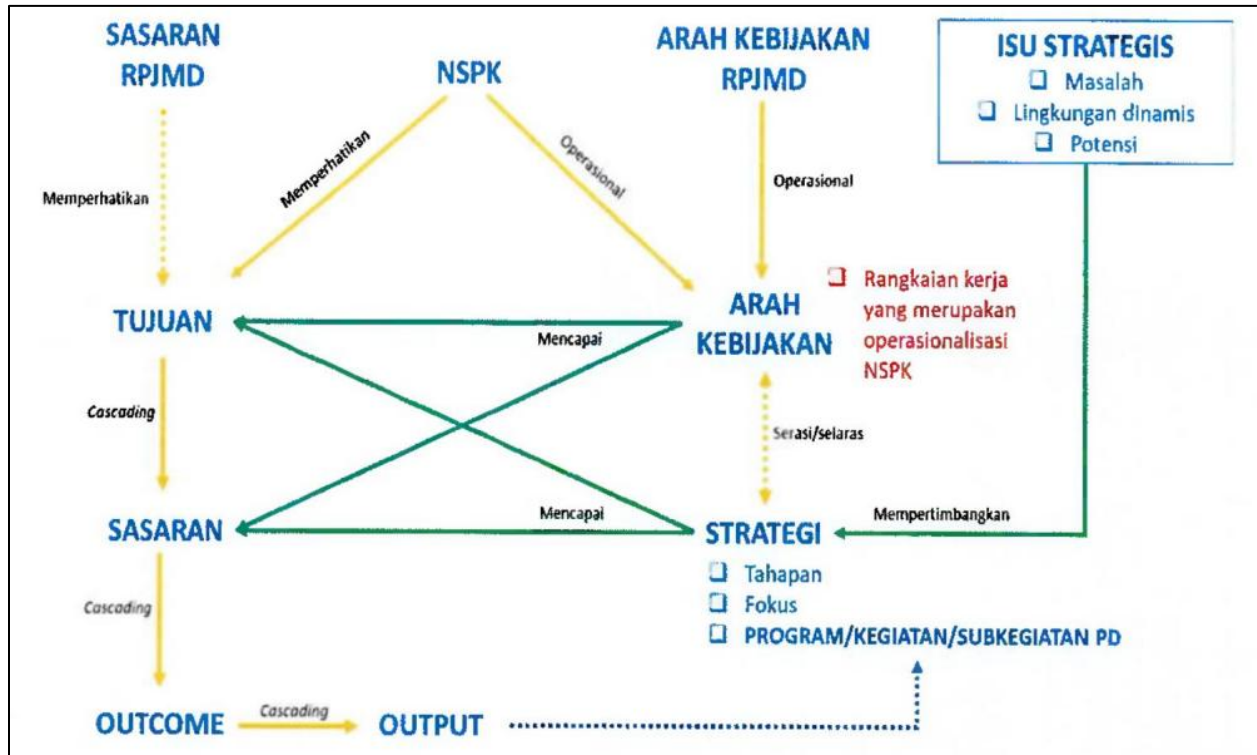 SASARAN
RPJMD
NSPK
ARAH KEBIJAKAN
RPJMD
ISU STRATEGIS
Masalah
Lingkungan dinamis
Potensi
Memperhatikan
Memperhatikan
Operasional
Operasional
TUJUAN
Mencapai
ARAH
KEBIJAKAN
Rangkaian kerja
yang merupakan
operasionalisasi
NSPK
Cascading
Serasi/selaras
SASARAN
Mencapai
STRATEGI
Mempertimbangkan
Tahapan
Fokus
PROGRAM/KEGIATAN/SUBKEGIATAN PD
Cascading
OUTCOME
Cascading
OUTPUT